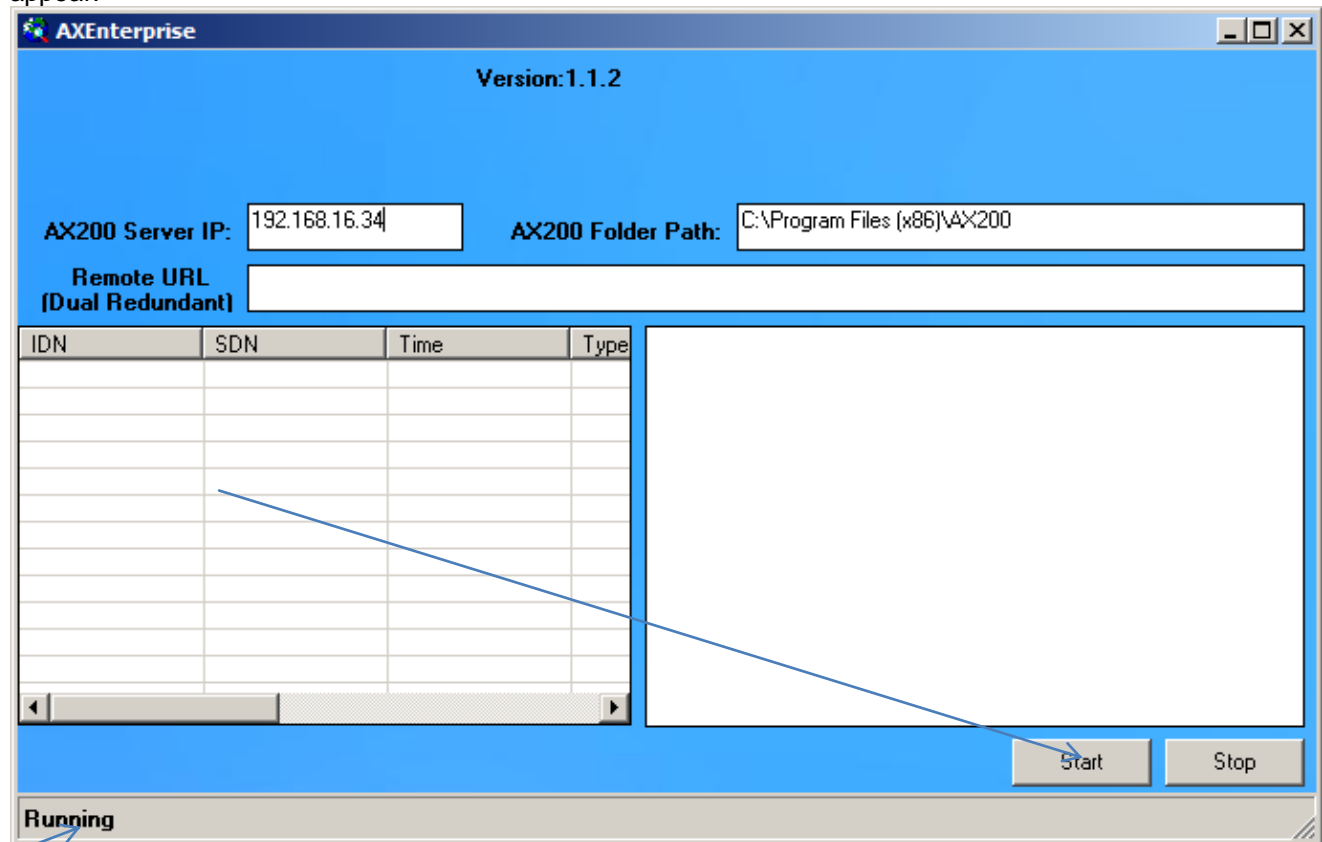 appear.
AXEnterprise
Version:1.1.2
AX200 Server IP: 192.168.16.34 AX200 Folder Path: C:\Program Files (x86)\AX200
Remote URL
(Dual Redundant)
IDN SDN Time Type
Start Stop
Running